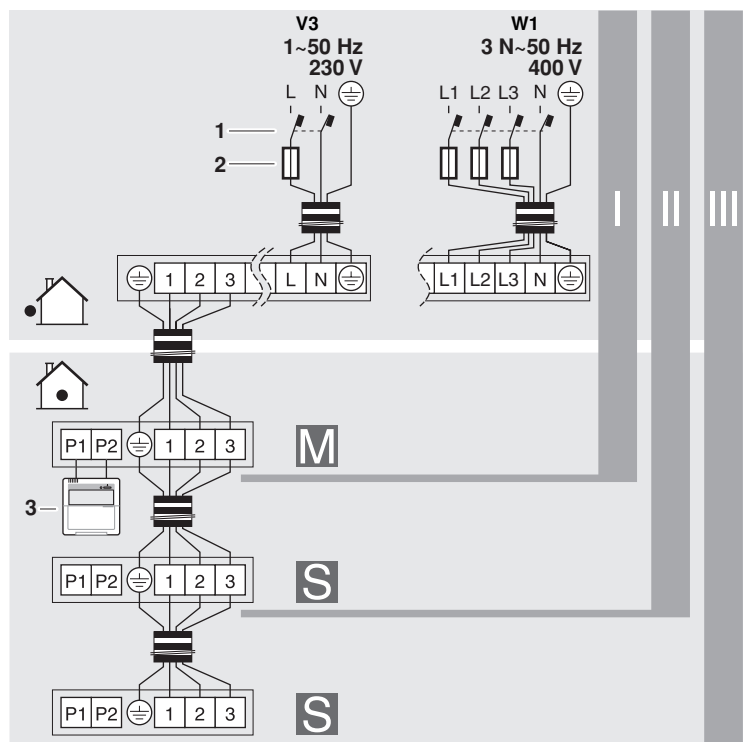 V3 W1
1~50 Hz 3 N~50 Hz
230 V 400 V
L N L1 L2 L3 N
1
2
I II III
1 2 3 L N L1 L2 L3 N
P1 P2 1 2 3 M
3
P1 P2 1 2 3 S
P1 P2 1 2 3 S